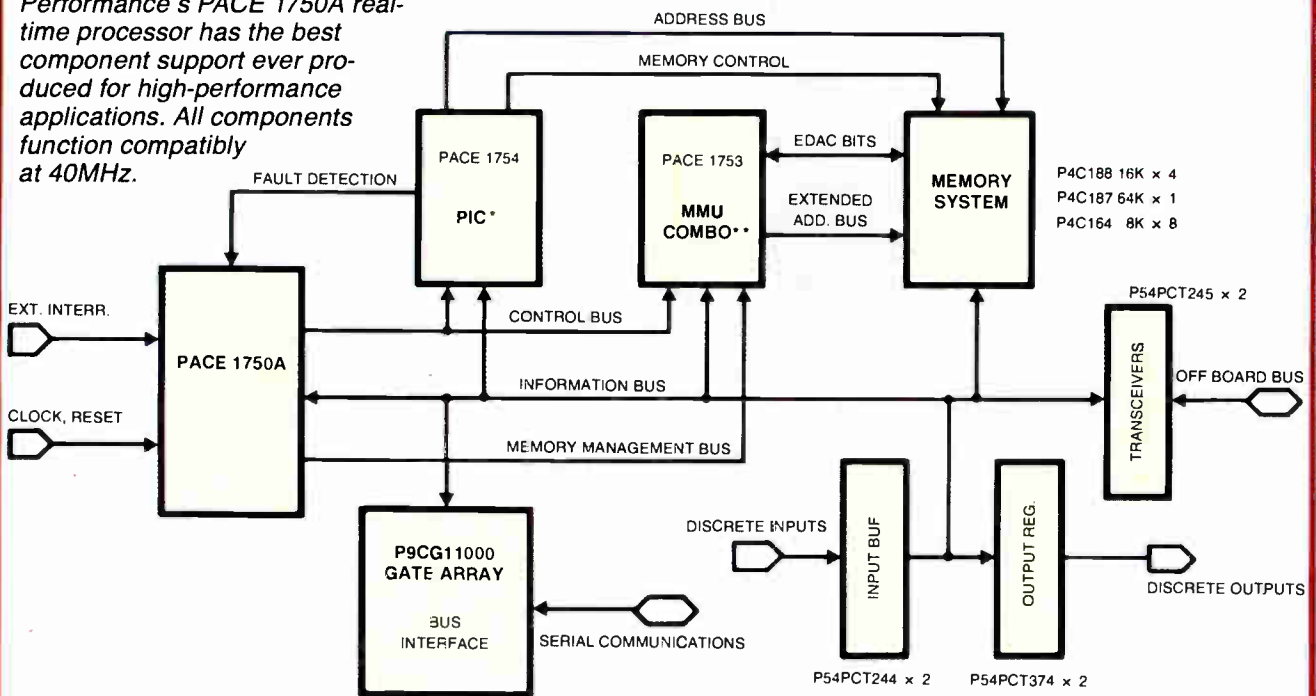 Performance's PACE 1750A real-
time processor has the best
component support ever pro-
duced for high-performance
applications. All components
function compatibly
at 40MHz.
ADDRESS BUS
MEMORY CONTROL
FAULT DETECTION
PACE 1754
PIC*
PACE 1753
MMU
COMBO**
EDAC BITS
EXTENDED
ADD. BUS
MEMORY
SYSTEM
P4C188 16K × 4
P4C187 64K × 1
P4C164 8K × 8
P54PCT245 × 2
EXT. INTERR.
PACE 1750A
CLOCK, RESET
CONTROL BUS
INFORMATION BUS
MEMORY MANAGEMENT BUS
TRANSCEIVERS
OFF BOARD BUS
P9CG11000
GATE ARRAY
BUS
INTERFACE
SERIAL COMMUNICATIONS
DISCRETE INPUTS
INPUT BUF
OUTPUT REG.
DISCRETE OUTPUTS
P54PCT244 × 2
P54PCT374 × 2